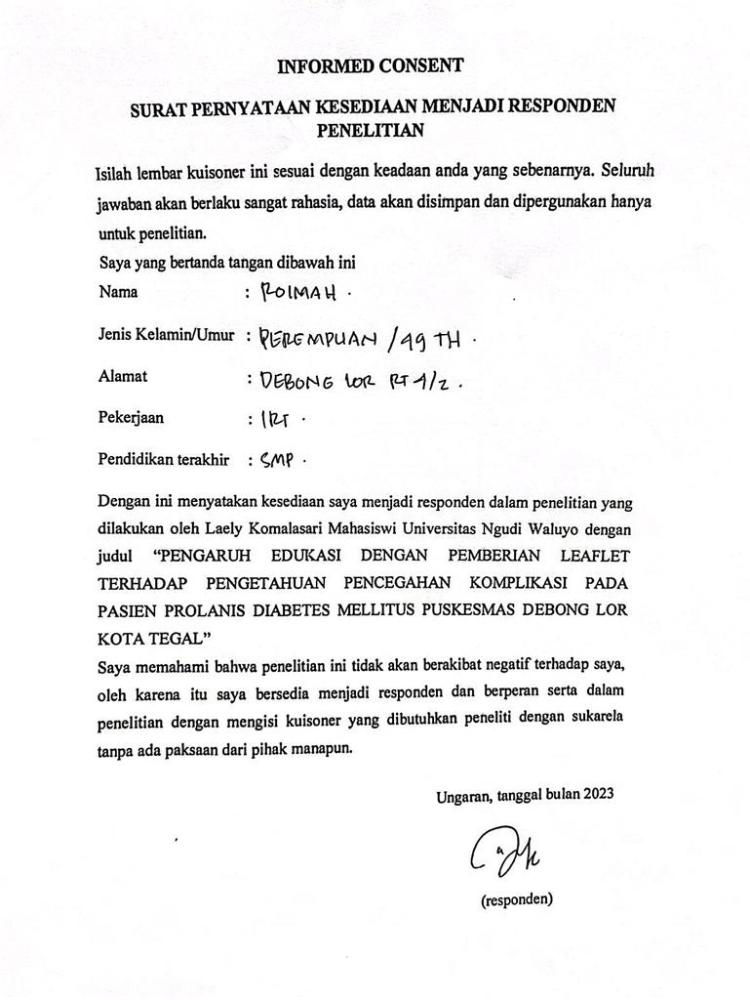 INFORMED CONSENT
SURAT PERNYATAAN KESEDIAAN MENJADI RESPONDEN
PENELITIAN
Isilah lembar kuisoner ini sesuai dengan keadaan anda yang sebenarnya. Seluruh
jawaban akan berlaku sangat rahasia, data akan disimpan dan dipergunakan hanya
untuk penelitian.
Saya yang bertanda tangan dibawah ini
Nama : ROIMAH .
Jenis Kelamin/Umur : PEREMPUAN / 49 TH .
Alamat : DEBONG LOR RT 4/2 .
Pekerjaan : IRT .
Pendidikan terakhir : SMP .
Dengan ini menyatakan kesediaan saya menjadi responden dalam penelitian yang
dilakukan oleh Laely Komalasari Mahasiswi Universitas Ngudi Waluyo dengan
judul “PENGARUH EDUKASI DENGAN PEMBERIAN LEAFLET
TERHADAP PENGETAHUAN PENCEGAHAN KOMPLIKASI PADA
PASIEN PROLANIS DIABETES MELLITUS PUSKESMAS DEBONG LOR
KOTA TEGAL”
Saya memahami bahwa penelitian ini tidak akan berakibat negatif terhadap saya,
oleh karena itu saya bersedia menjadi responden dan berperan serta dalam
penelitian dengan mengisi kuisoner yang dibutuhkan peneliti dengan sukarela
tanpa ada paksaan dari pihak manapun.
Ungaran, tanggal bulan 2023
(responden)